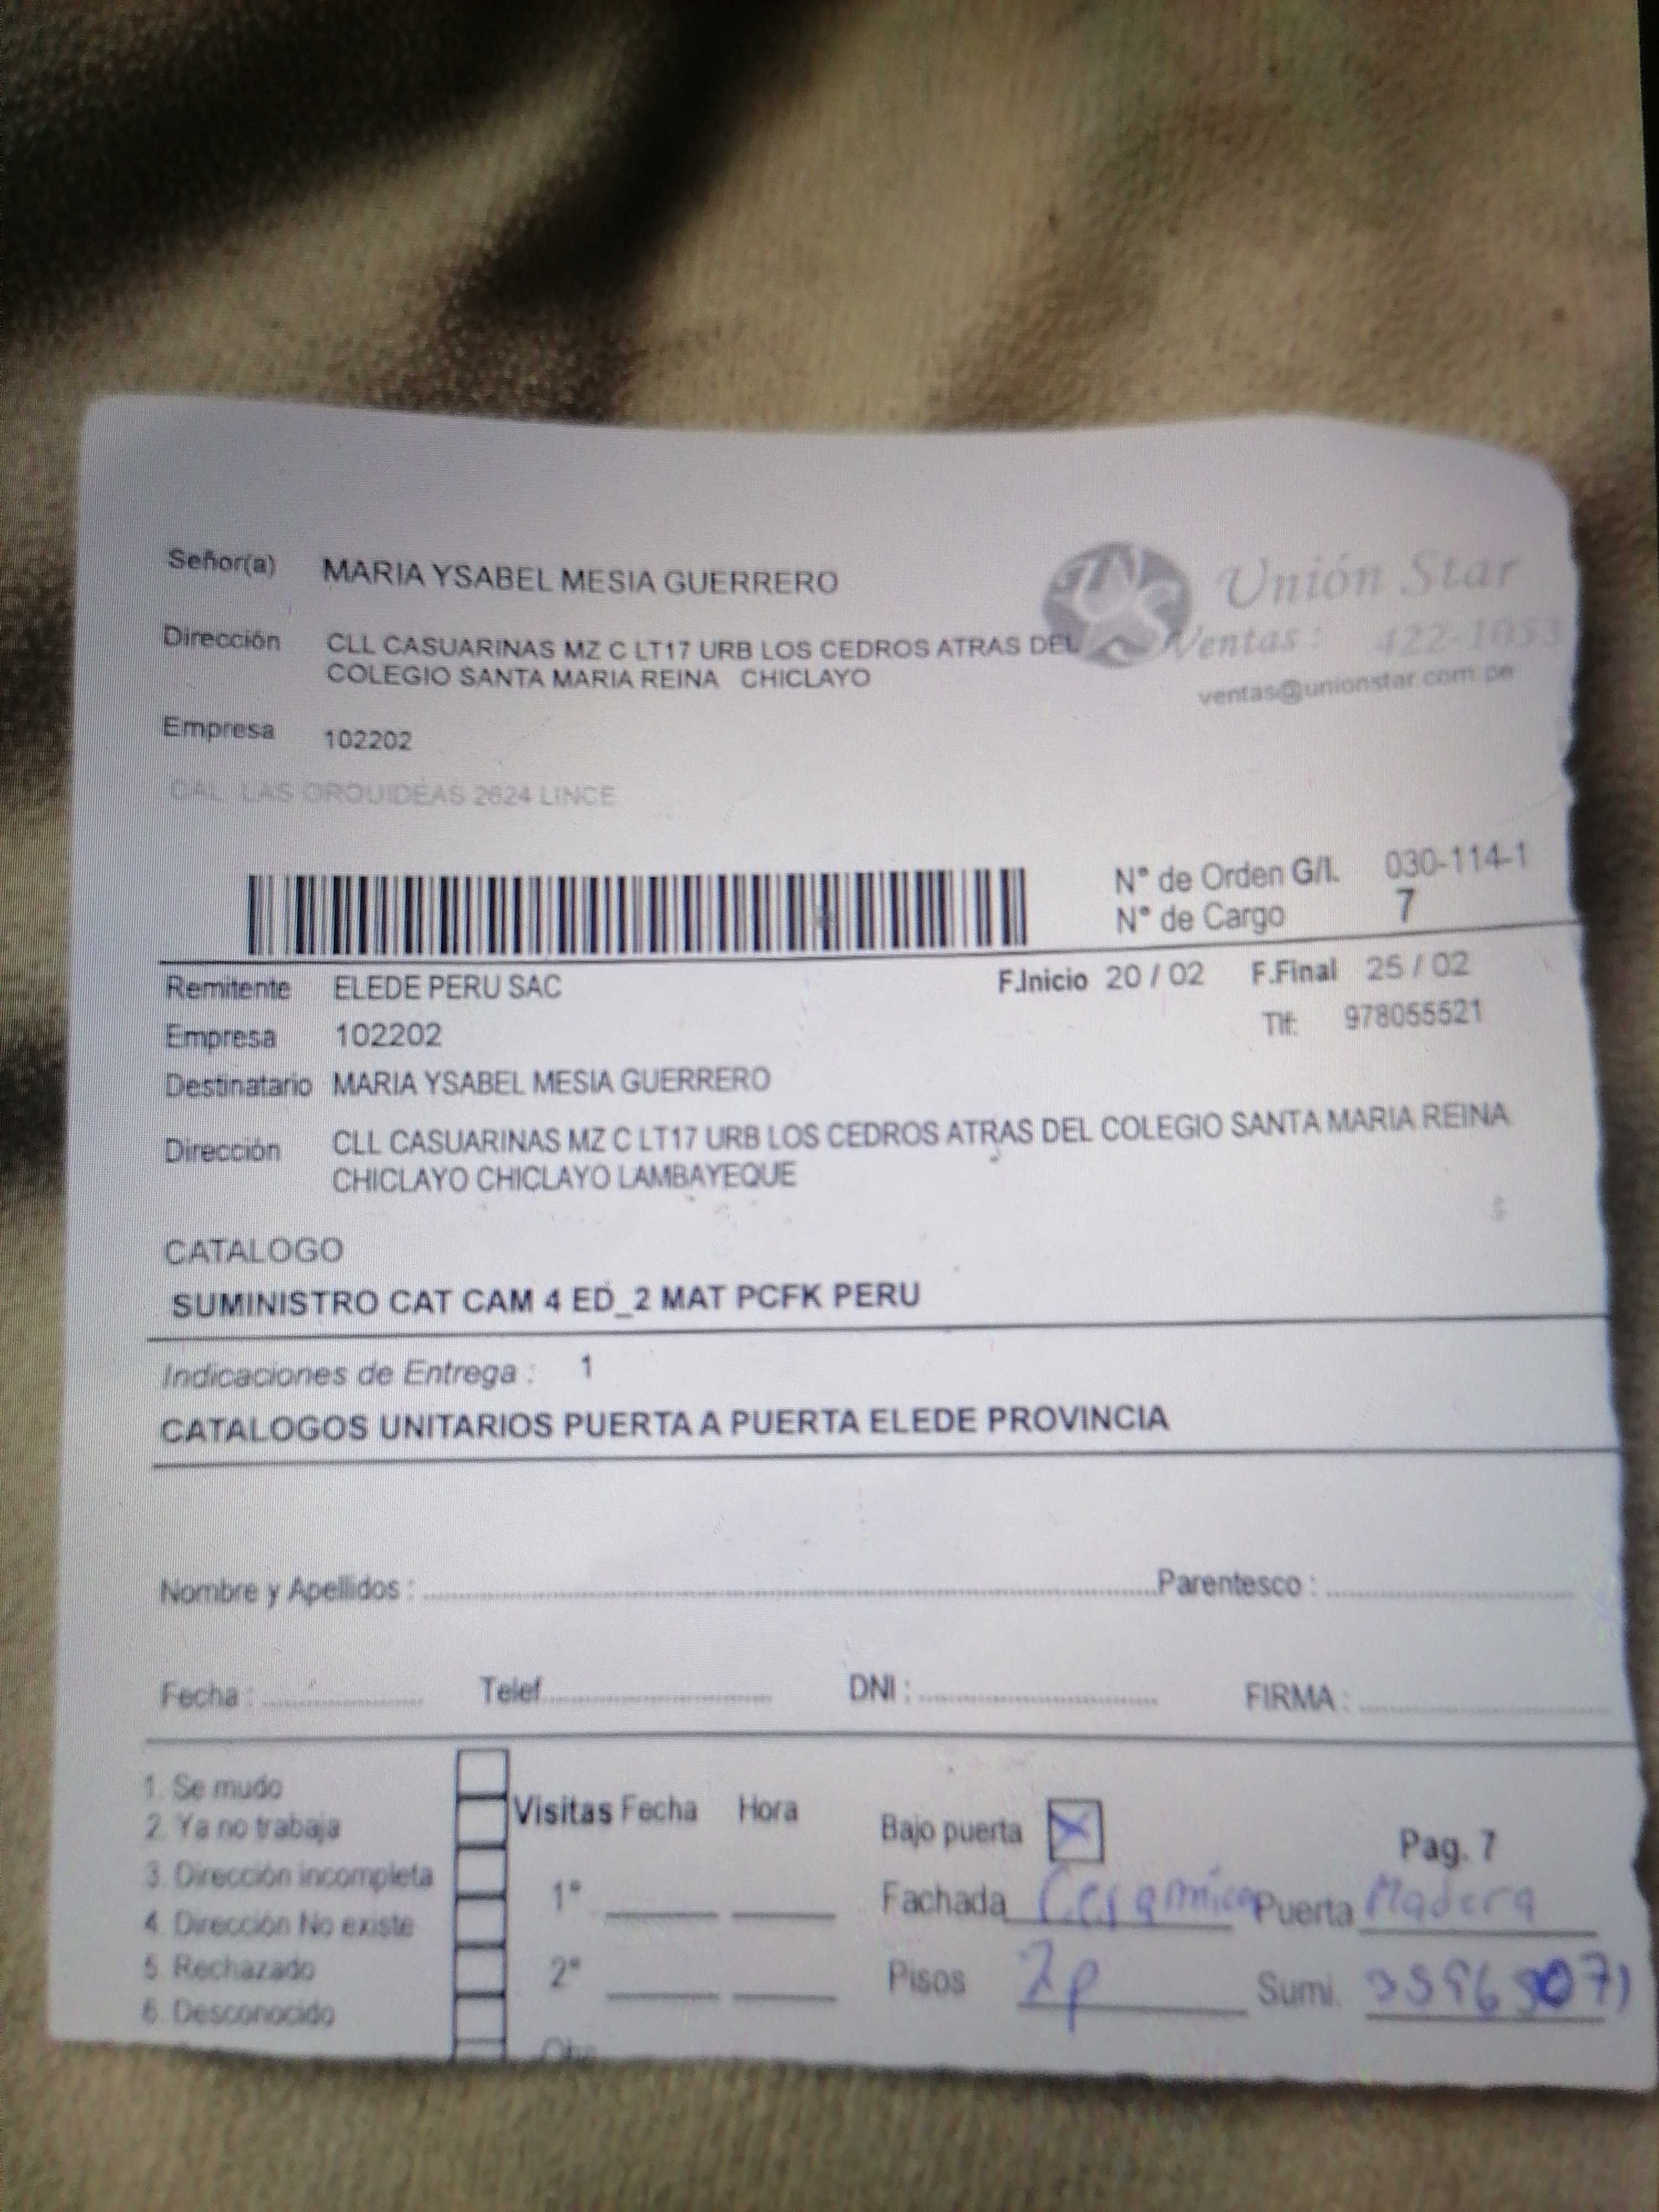 Señor(a) MARIA YSABEL MESIA GUERRERO
Unión Star
Dirección CLL CASUARINAS MZ C LT17 URB LOS CEDROS ATRAS DEL
COLEGIO SANTA MARIA REINA CHICLAYO
Ventas : 422-1053
ventas@unionstar.com.pe
Empresa 102202
CAL LAS ORQUIDEAS 2624 LINCE
N° de Orden G/I. 030-114-1
N° de Cargo 7
Remitente ELEDE PERU SAC F.Inicio 20 / 02 F.Final 25 / 02
Empresa 102202 Tlf: 978055521
Destinatario MARIA YSABEL MESIA GUERRERO
Dirección CLL CASUARINAS MZ C LT17 URB LOS CEDROS ATRAS DEL COLEGIO SANTA MARIA REINA
CHICLAYO CHICLAYO LAMBAYEQUE
CATALOGO
SUMINISTRO CAT CAM 4 ED_2 MAT PCFK PERU
Indicaciones de Entrega : 1
CATALOGOS UNITARIOS PUERTA A PUERTA ELEDE PROVINCIA
Nombre y Apellidos : Parentesco :
Fecha : Telef. DNI : FIRMA :
1. Se mudo
2. Ya no trabaja
3. Dirección incompleta
4. Dirección No existe
5. Rechazado
6. Desconocido
Visitas Fecha Hora
1°
2°
Bajo puerta X Pag. 7
Fachada Ceramica Puerta Madera
Pisos 2p Sumi.